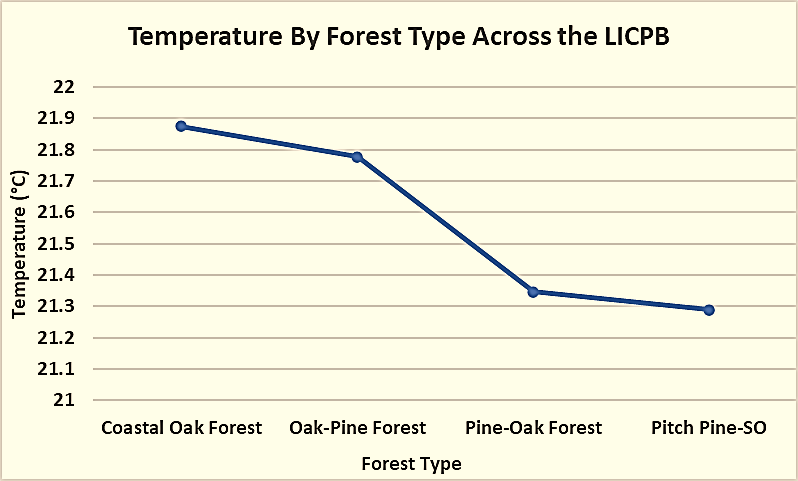 Temperature By Forest Type Across the LICPB
Temperature (°C)
22
21.9
21.8
21.7
21.6
21.5
21.4
21.3
21.2
21.1
21
Coastal Oak Forest
Oak-Pine Forest
Pine-Oak Forest
Pitch Pine-SO
Forest Type